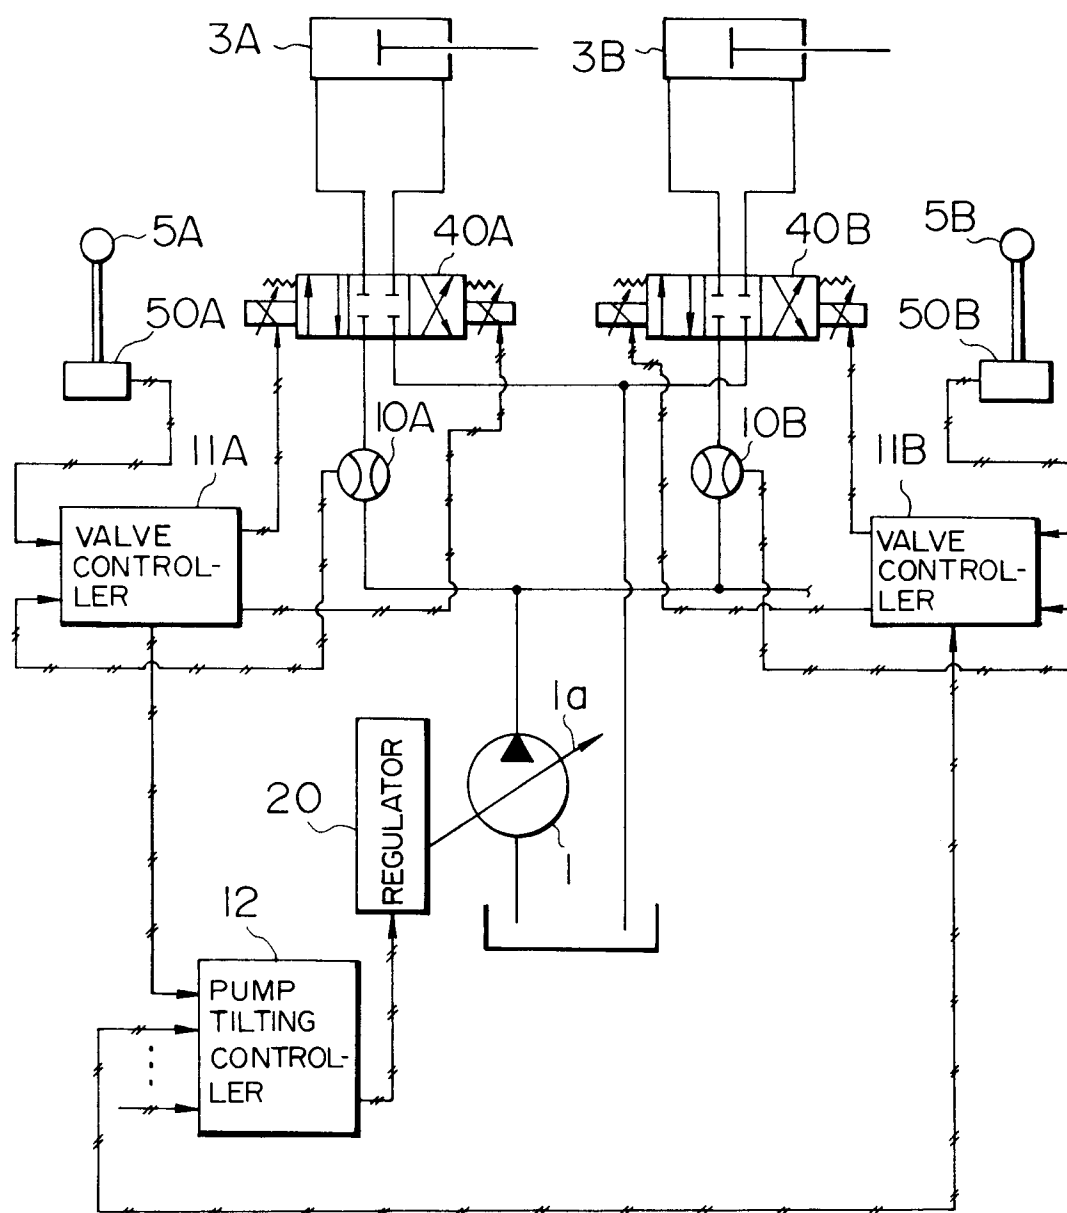 3A
3B
5A
40A
40B
5B
50A
50B
10A
10B
11A
11B
VALVE
CONTROL-
LER
VALVE
CONTROL-
LER
1a
20
REGULATOR
1
12
PUMP
TILTING
CONTROL-
LER